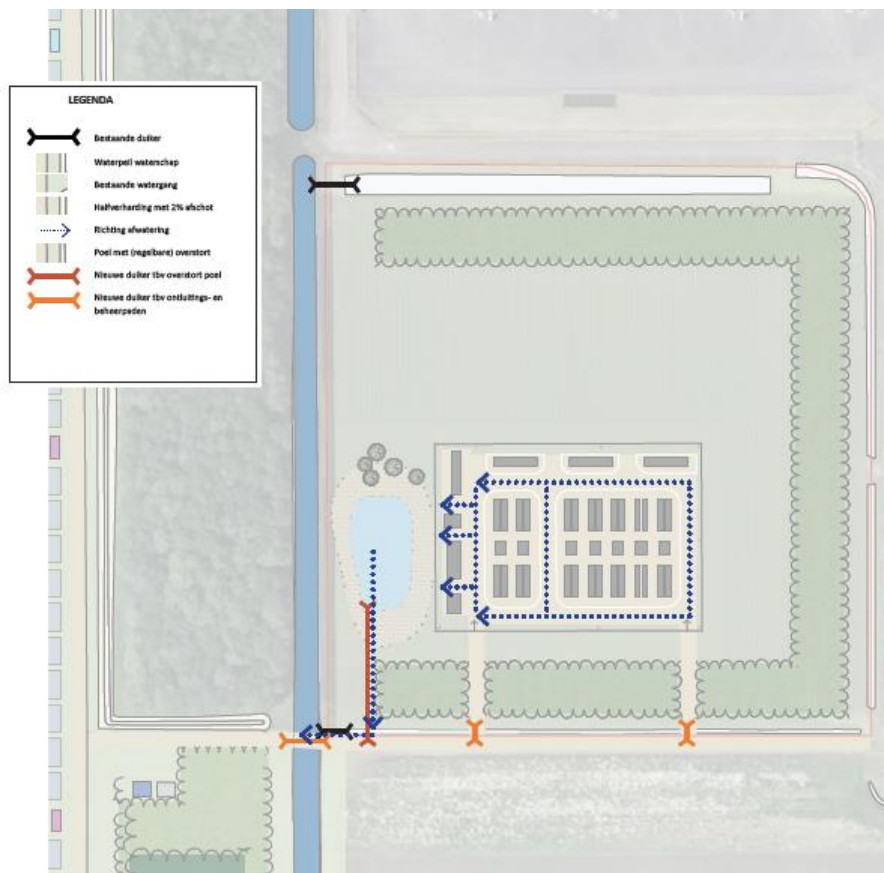 LEGENDA
Bestaande duiker
Waterpeil waterschap
Bestaande watergang
Halfverharding met 2% afschot
Richting afwatering
Poel met (regelbare) overstort
Nieuwe duiker tbv overstort poel
Nieuwe duiker tbv ontluitings- en
beheerpaden